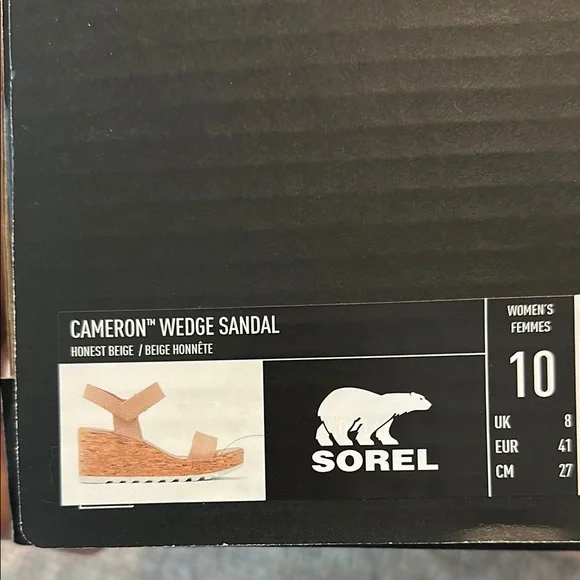 CAMERON™ WEDGE SANDAL
HONEST BEIGE / BEIGE HONNÊTE
SOREL
WOMEN'S
FEMMES
10
UK 8
EUR 41
CM 27